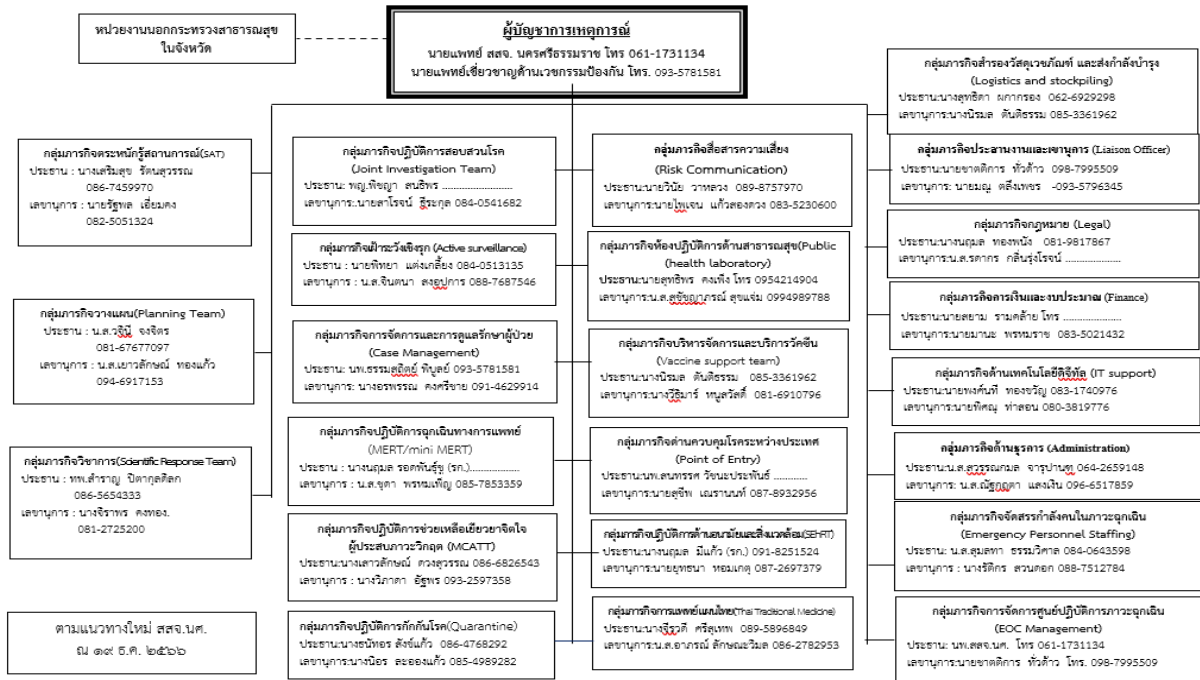 หน่วยงานนอกกระทรวงสาธารณสุข
ในจังหวัด
ผู้บัญชาการเหตุการณ์
นายแพทย์ สสจ. นครศรีธรรมราช โทร 061-1731134
นายแพทย์เชี่ยวชาญด้านเวชกรรมป้องกัน โทร. 093-5781581
กลุ่มภารกิจตระหนักรู้สถานการณ์(SAT)
ประธาน : นางเสริมสุข รัตนสุวรรณ
086-7459970
เลขานุการ : นายรัฐพล เอี่ยมคง
082-5051324
กลุ่มภารกิจวางแผน(Planning Team)
ประธาน : น.ส.วจินี จงจิตร
081-67677097
เลขานุการ : น.ส.เยาวลักษณ์ ทองแก้ว
094-6917153
กลุ่มภารกิจวิชาการ(Scientific Response Team)
ประธาน : ทพ.สำราญ ปิตากุลดิลก
086-5654333
เลขานุการ : นางจิราพร คงทอง.
081-2725200
ตามแนวทางใหม่ สสจ.นศ.
ณ ๑๙ ธ.ค. ๒๕๖๖
กลุ่มภารกิจปฏิบัติการสอบสวนโรค
(Joint Investigation Team)
ประธาน: พญ.พิชญา สนธิพร ........................
เลขานุการ:.นายสาโรจน์ ธีระกุล 084-0541682
กลุ่มภารกิจเฝ้าระวังเชิงรุก (Active surveillance)
ประธาน : นายพิทยา แต่งเกลี้ยง 084-0513135
เลขานุการ : น.ส.จินตนา สงอุปการ 088-7687546
กลุ่มภารกิจการจัดการและการดูแลรักษาผู้ป่วย
(Case Management)
ประธาน: นพ.ธรรมสถิตย์ พิบูลย์ 093-5781581
เลขานุการ: นางอรพรรณ คงศรีชาย 091-4629914
กลุ่มภารกิจปฏิบัติการฉุกเฉินทางการแพทย์
(MERT/mini MERT)
ประธาน : นางนฤมล รอดพันธุ์ชู (รก.).................
เลขานุการ : น.ส.ชุดา พรหมเพ็ญ 085-7853359
กลุ่มภารกิจปฏิบัติการช่วยเหลือเยียวยาจิตใจ
ผู้ประสบภาวะวิกฤต (MCATT)
ประธาน:นางเสาวลักษณ์ ดวงสุวรรณ 086-6826543
เลขานุการ : นางวิภาดา อัฐพร 093-2597358
กลุ่มภารกิจปฏิบัติการกักกันโรค(Quarantine)
ประธาน:นางธนัทอร สังข์แก้ว 086-4768292
เลขานุการ:นางนิอร ละอองแก้ว 085-4989282
กลุ่มภารกิจสื่อสารความเสี่ยง
(Risk Communication)
ประธาน:นายวินัย วาหลวง 089-8757970
เลขานุการ:นายไพเจน แก้วสองดวง 083-5230600
กลุ่มภารกิจห้องปฏิบัติการด้านสาธารณสุข(Public
(health laboratory)
ประธาน:นายสุทธิพร คงเพ็ง โทร 0954214904
เลขานุการ:น.ส.สุชัชญาภรณ์ สุขแจ่ม 0994989788
กลุ่มภารกิจบริหารจัดการและบริการวัคซีน
(Vaccine support team)
ประธาน:นางนิรมล ตันติธรรม 085-3361962
เลขานุการ:นางวีธิมาร์ หนูสวัสดิ์ 081-6910796
กลุ่มภารกิจด่านควบคุมโรคระหว่างประเทศ
(Point of Entry)
ประธาน:นพ.สนทรรศ วัชนะประพันธ์ ............
เลขานุการ:นายสุชีพ เณรานนท์ 087-8932956
กลุ่มภารกิจปฏิบัติการด้านอนามัยและสิ่งแวดล้อม(SEHRT)
ประธาน:นางนฤมล มีแก้ว (รก.) 091-8251524
เลขานุการ:นายยุทธนา หอมเกตุ 087-2697379
กลุ่มภารกิจการแพทย์แผนไทย(Thai Traditional Medicine)
ประธาน:นางจีรวดี ศรีสุเทพ 089-5896849
เลขานุการ:น.ส.อาภรณ์ ลักษณะวิมล 086-2782953
กลุ่มภารกิจสำรองวัสดุเวชภัณฑ์ และส่งกำลังบำรุง
(Logistics and stockpiling)
ประธาน:นางสุทธิดา ผกากรอง 062-6929298
เลขานุการ:นางนิรมล ตันติธรรม 085-3361962
กลุ่มภารกิจประสานงานและเลขานุการ (Liaison Officer)
ประธาน:นายชาตติการ ทั่วด้าว 098-7995509
เลขานุการ: นายมณู ตลึงเพชร -093-5796345
กลุ่มภารกิจกฎหมาย (Legal)
ประธาน:นางนฤมล ทองพนัง 081-9817867
เลขานุการ:น.ส.รดากร กลิ่นรุ่งโรจน์ ...................
กลุ่มภารกิจการเงินและงบประมาณ (Finance)
ประธาน:นายสยาม รามคล้าย โทร ......................
เลขานุการ:นายมานะ พรหมราช 083-5021432
กลุ่มภารกิจด้านเทคโนโลยีดิจิทัล (IT support)
ประธาน:นายพงศ์นที ทองขวัญ 083-1740976
เลขานุการ:นายพิศณุ ท่าสอน 080-3819776
กลุ่มภารกิจด้านธุรการ (Administration)
ประธาน:น.ส.สุวรรณกมล จารุปานฑ 064-2659148
เลขานุการ: น.ส.ณัฐกฤตา แสงเงิน 096-6517859
กลุ่มภารกิจจัดสรรกำลังคนในภาวะฉุกเฉิน
(Emergency Personnel Staffing)
ประธาน: น.ส.สุมลทา ธรรมวิศาล 084-0643598
เลขานุการ : นางรัติกร สวนดอก 088-7512784
กลุ่มภารกิจการจัดการศูนย์ปฏิบัติการภาวะฉุกเฉิน
(EOC Management)
ประธาน: นพ.สสจ.นศ. โทร 061-1731134
เลขานุการ:นายชาตติการ ทั่วด้าว โทร. 098-7995509